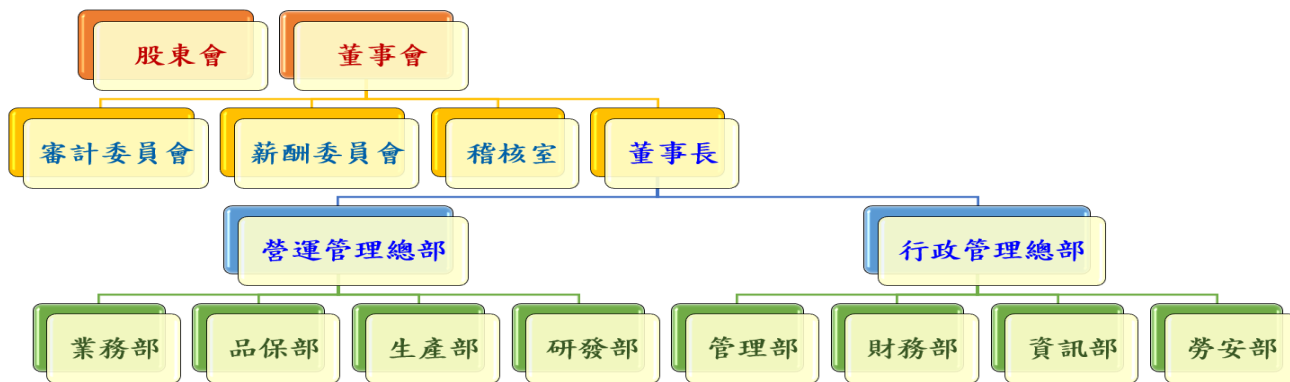 股東會
董事會
審計委員會
薪酬委員會
稽核室
董事長
營運管理總部
行政管理總部
業務部
品保部
生產部
研發部
管理部
財務部
資訊部
勞安部